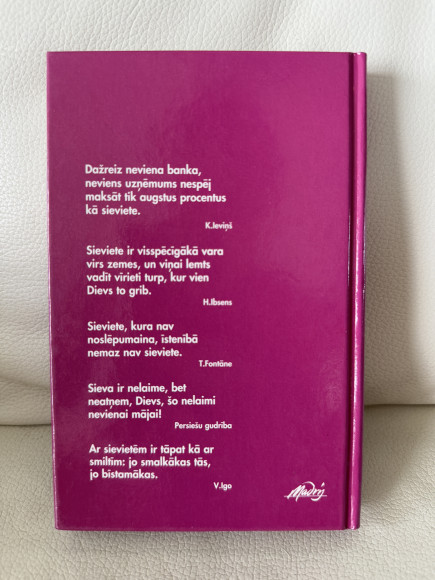 Dažreiz neviena banka,
neviens uzņēmums nespēj
maksāt tik augstus procentus
kā sieviete.
K.Ieviņš
Sieviete ir visspēcīgākā vara
virs zemes, un viņai lemts
vadīt vīrieti turp, kur vien
Dievs to grib.
H.Ibsens
Sieviete, kura nav
noslēpumaina, īstenībā
nemaz nav sieviete.
T.Fontāne
Sieva ir nelaime, bet
neatņem, Dievs, šo nelaimi
nevienai mājai!
Persiešu gudrība
Ar sievietēm ir tāpat kā ar
smiltīm: jo smalkākas tās,
jo bistamākas.
V.Igo
Madris